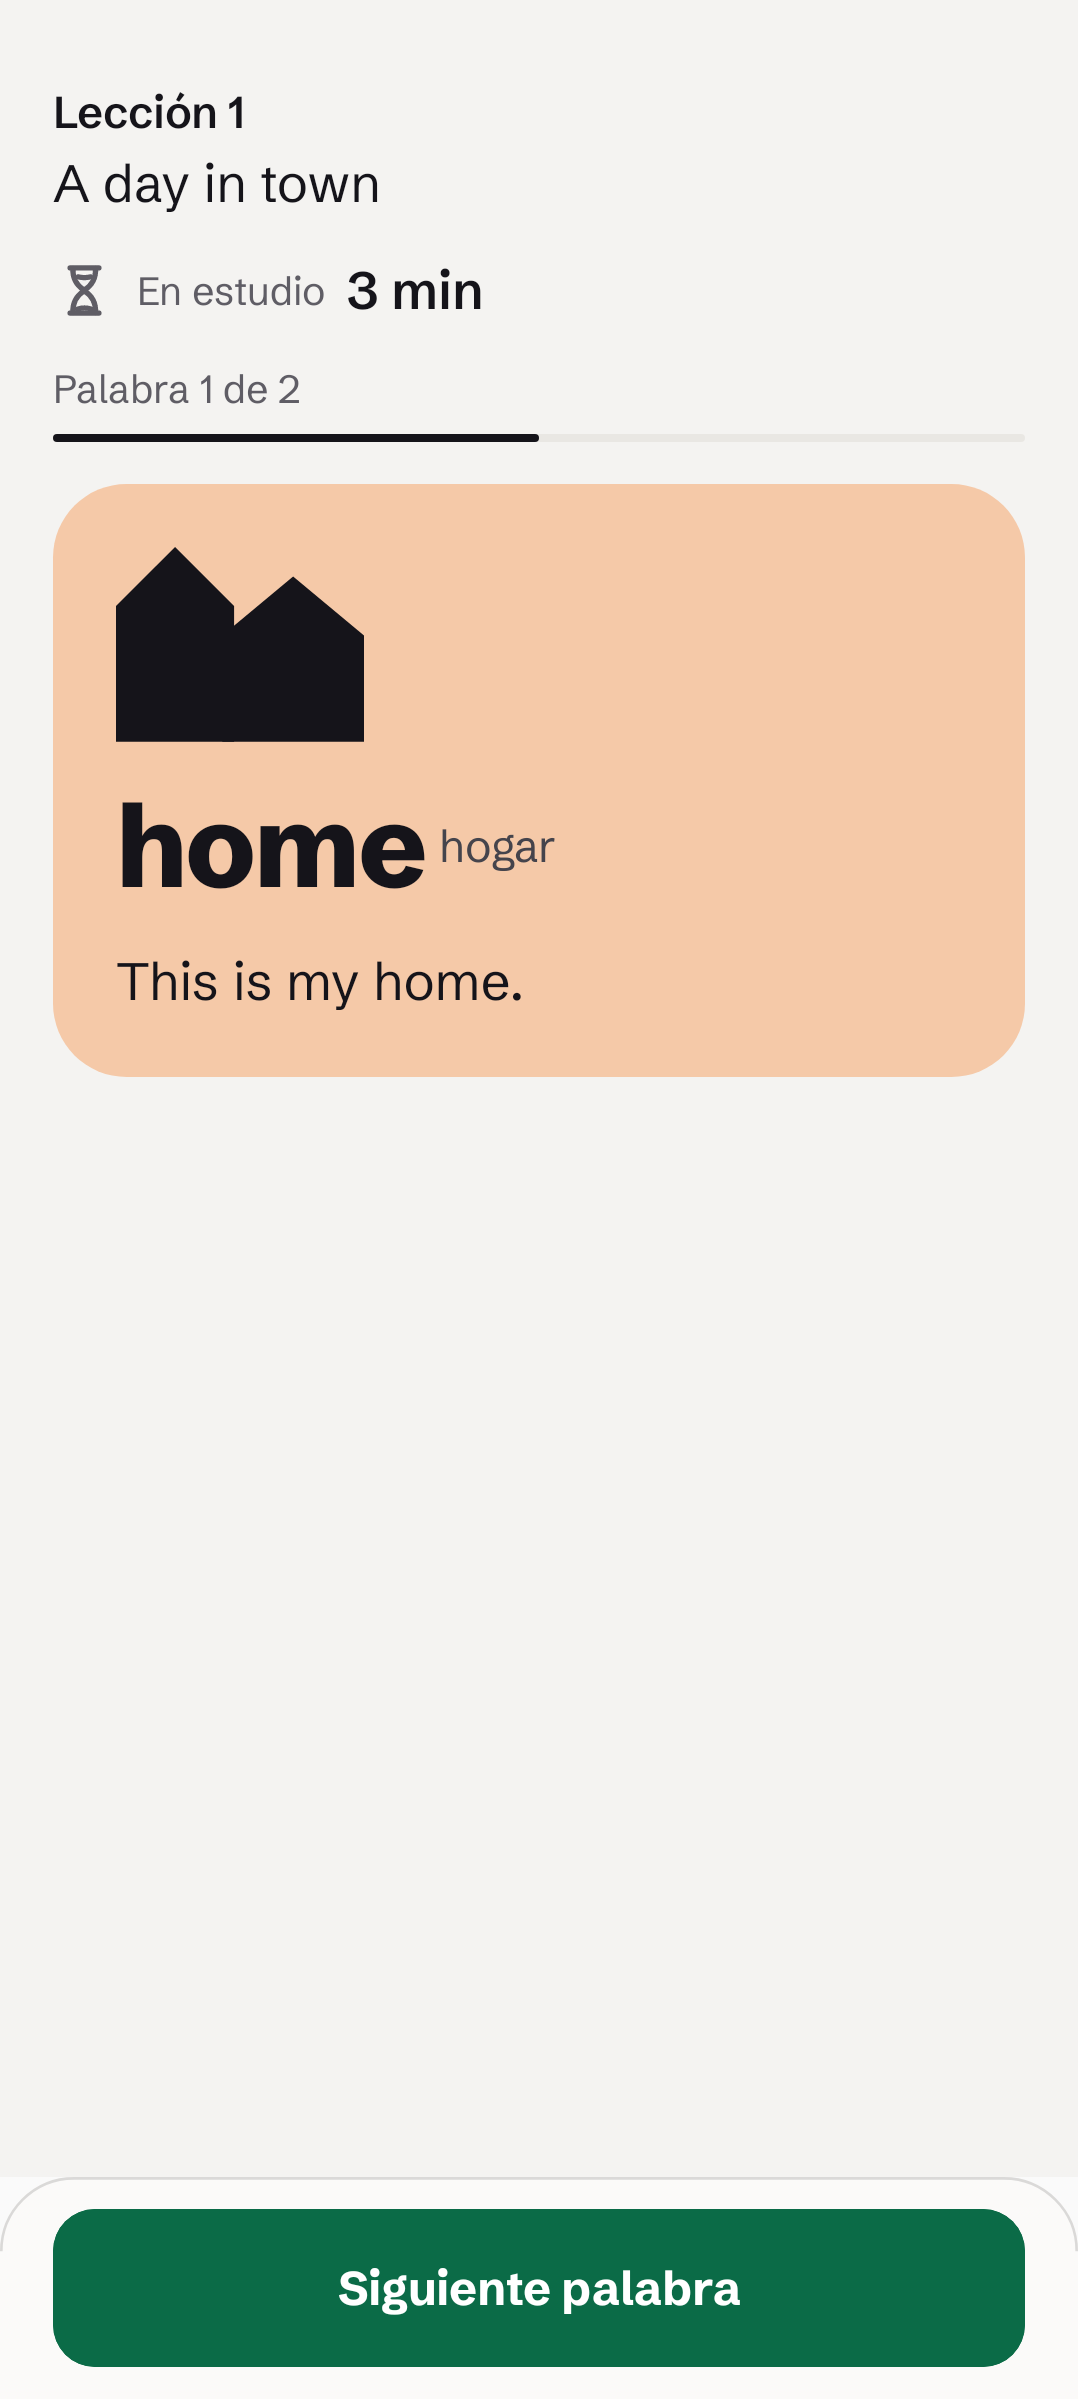 Lección 1
A day in town
En estudio 3 min
Palabra 1 de 2
home hogar
This is my home.
Siguiente palabra